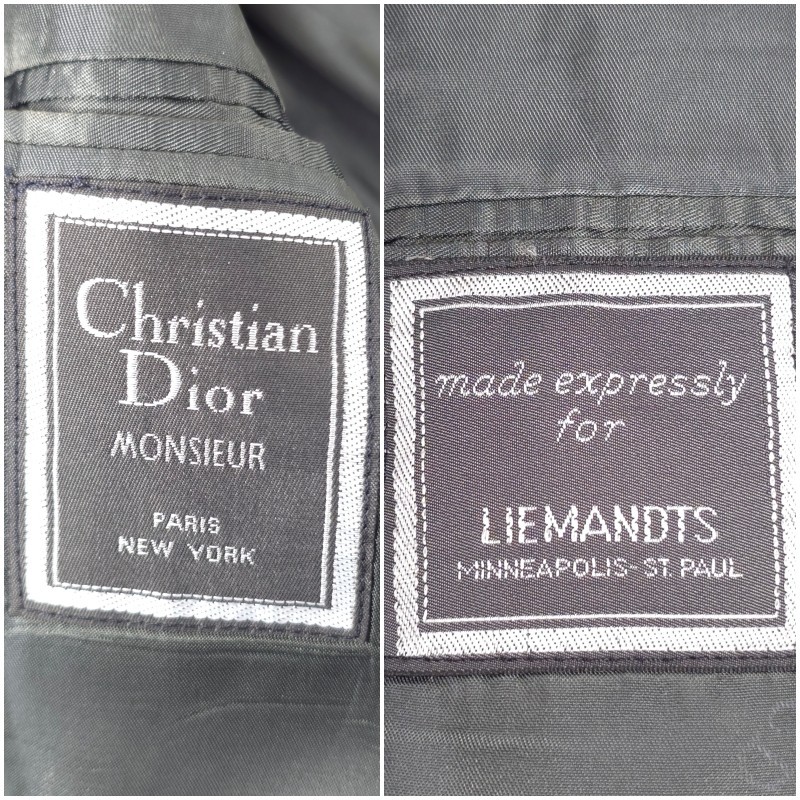 Christian
Dior
MONSIEUR
PARIS
NEW YORK
made expressly
for
LIEMANDTS
MINNEAPOLIS-ST. PAUL